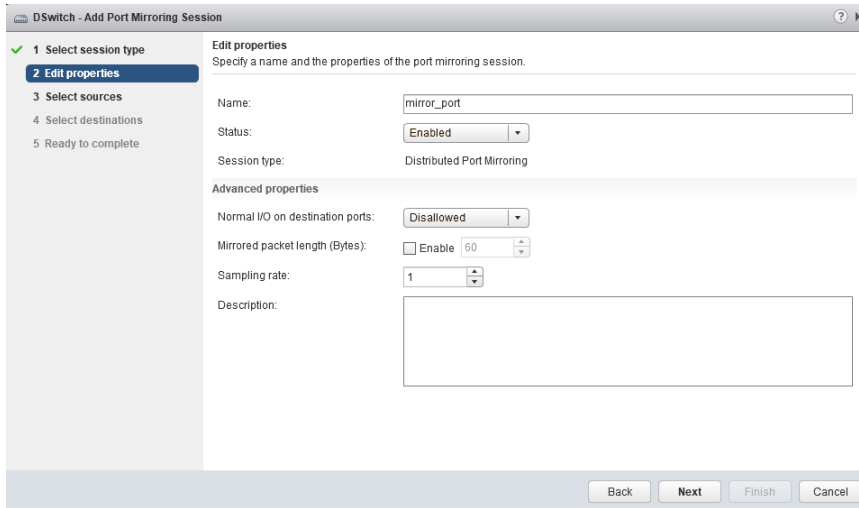 DSwitch - Add Port Mirroring Session
?
1 Select session type
2 Edit properties
3 Select sources
4 Select destinations
5 Ready to complete
Edit properties
Specify a name and the properties of the port mirroring session.
Name: mirror_port
Status: Enabled
Session type: Distributed Port Mirroring
Advanced properties
Normal I/O on destination ports: Disallowed
Mirrored packet length (Bytes): Enable 60
Sampling rate: 1
Description:
Back Next Finish Cancel